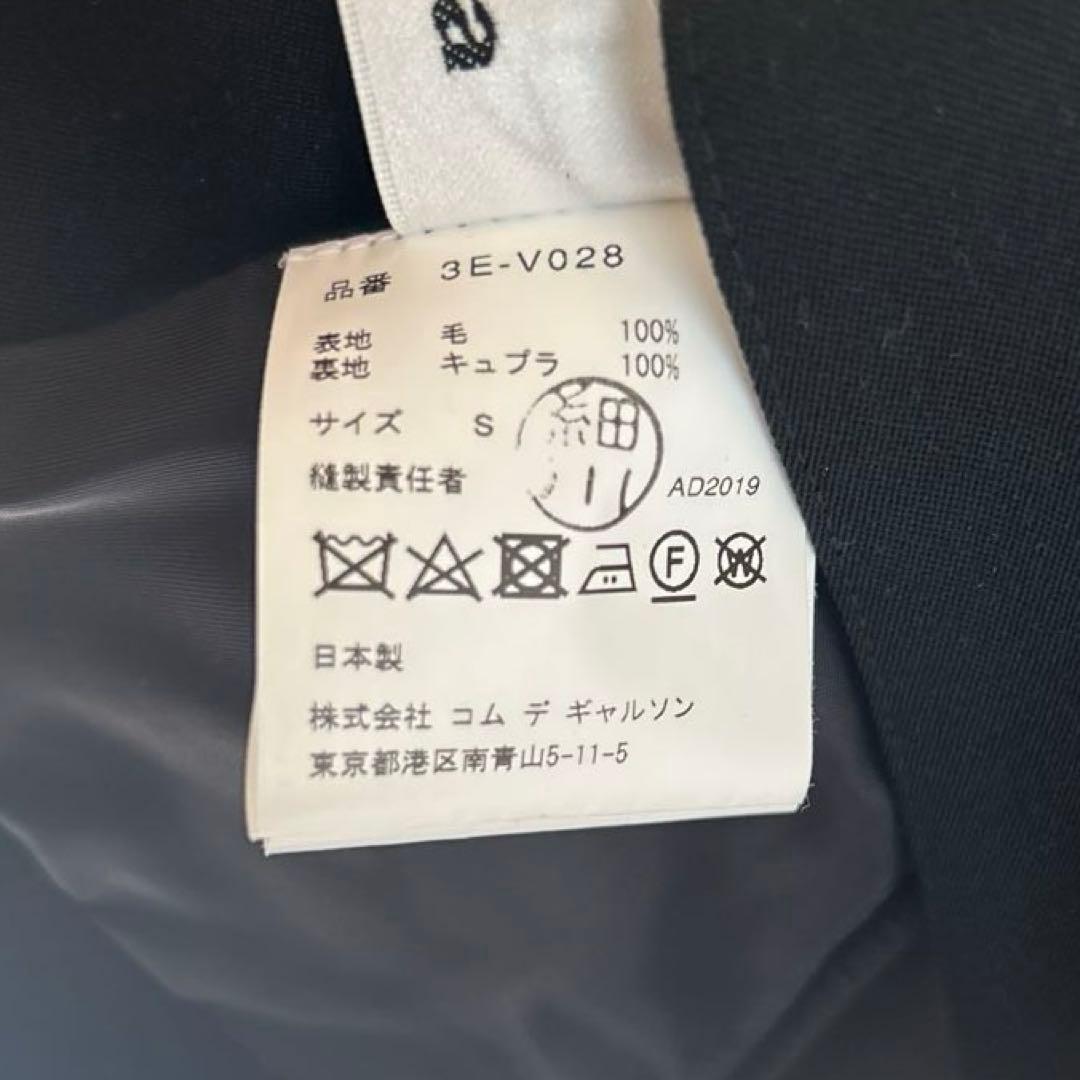 品番 3E-V028
表地 毛 100%
裏地 キュプラ 100%
サイズ S
細川
縫製責任者
AD2019
F W
日本製
株式会社 コム デ ギャルソン
東京都港区南青山5-11-5